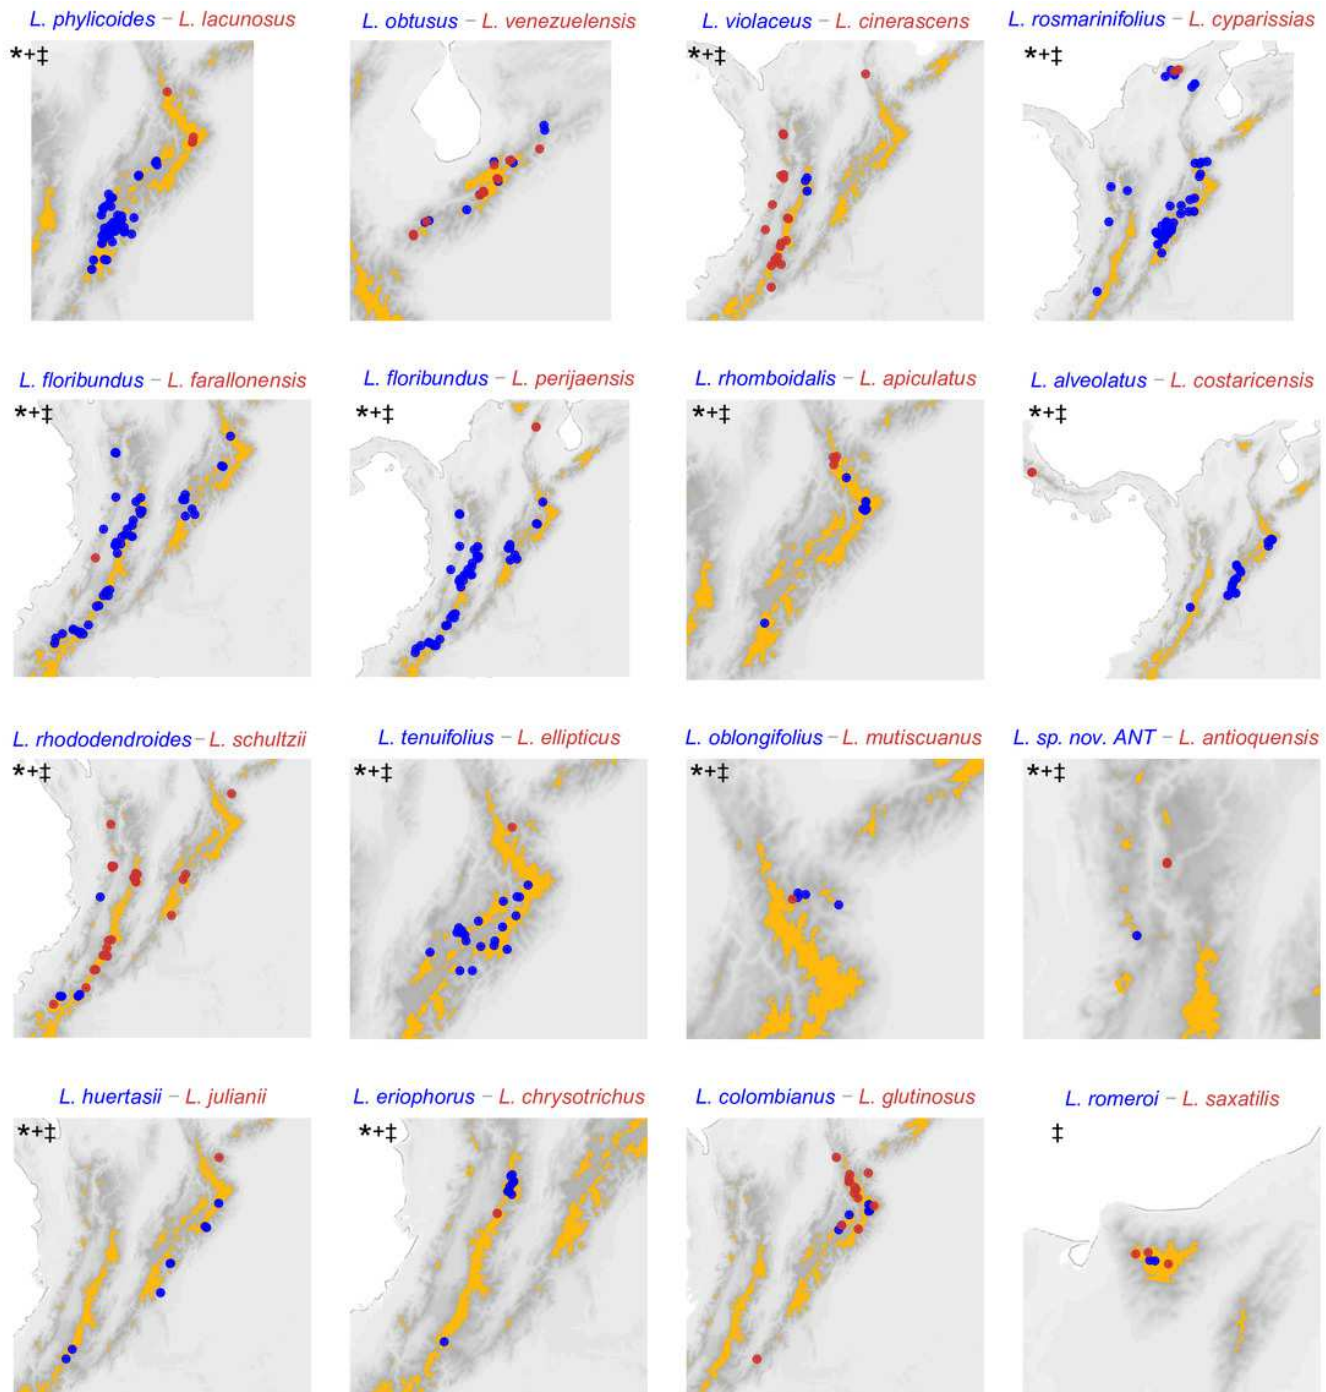 L. phylicoides – L. lacunosus
L. obtusus – L. venezuelensis
L. violaceus – L. cinerascens
L. rosmarinifolius – L. cyparissias
*+‡
*+‡
*+‡
L. floribundus – L. farallonensis
L. floribundus – L. perijaensis
L. rhomboidalis – L. apiculatus
L. alveolatus – L. costaricensis
*+‡
*+‡
*+‡
L. rhododendroides – L. schultzii
L. tenuifolius – L. ellipticus
L. oblongifolius – L. mutiscuanus
L. sp. nov. ANT – L. antioquensis
*+‡
*+‡
*+‡
*+‡
L. huertasii – L. julianii
L. eriophorus – L. chrysotrichus
L. colombianus – L. glutinosus
L. romeroi – L. saxatilis
*+‡
*+‡
‡